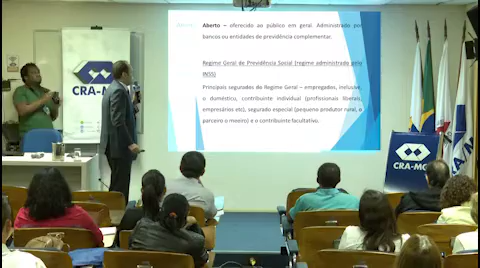 Aberto – oferecido ao público em geral. Administrado por
bancos ou entidades de previdência complementar.
Regime Geral de Previdência Social (regime administrado pelo
INSS)
Principais segurados do Regime Geral – empregados, inclusive,
o doméstico, contribuinte individual (profissionais liberais,
empresários etc), segurado especial (pequeno produtor rural, o
parceiro o meeiro) e o contribuinte facultativo.
CRA-MG
CRA-MG